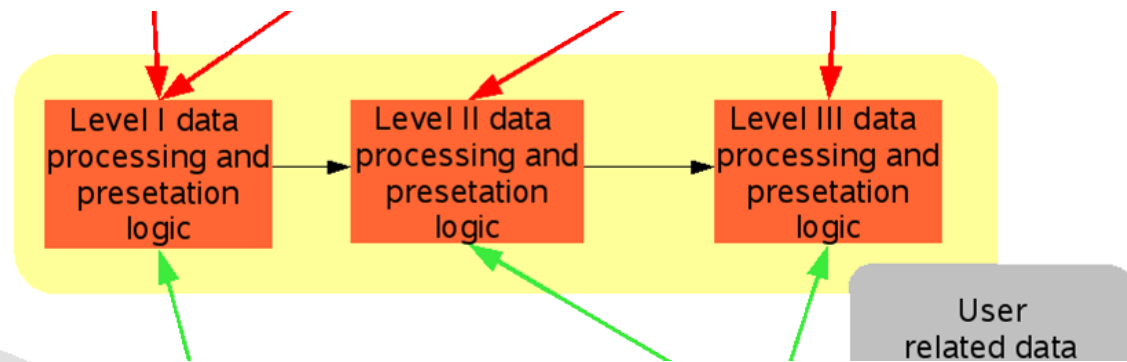 Level I data
processing and
presetation
logic
Level II data
processing and
presetation
logic
Level III data
processing and
presetation
logic
User
related data